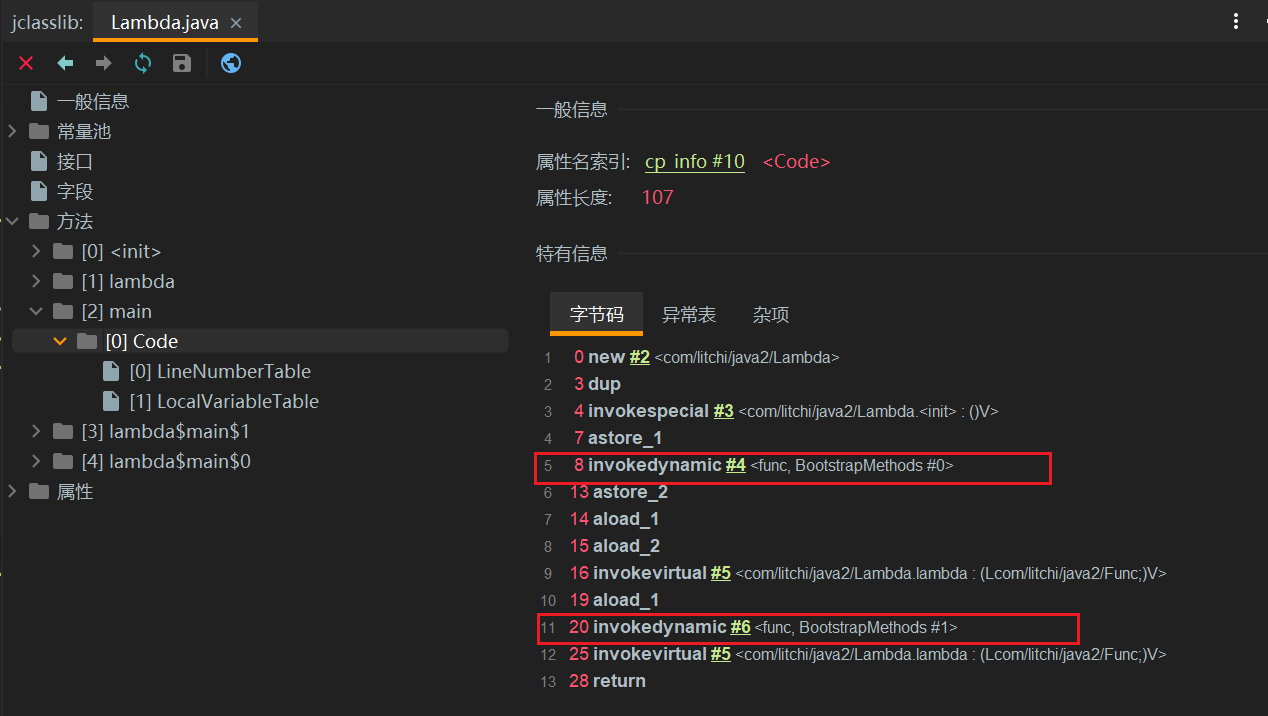 jclasslib: Lambda.java ×
一般信息
常量池
接口
字段
方法
[0] <init>
[1] lambda
[2] main
[0] Code
[0] LineNumberTable
[1] LocalVariableTable
[3] lambda$main$1
[4] lambda$main$0
属性
一般信息
属性名索引: cp_info #10 <Code>
属性长度: 107
特有信息
字节码 异常表 杂项
1 0 new #2 <com/litchi/java2/Lambda>
2 3 dup
3 4 invokespecial #3 <com/litchi/java2/Lambda.<init> : ()V>
4 7 astore_1
5 8 invokedynamic #4 <func, BootstrapMethods #0>
6 13 astore_2
7 14 aload_1
8 15 aload_2
9 16 invokevirtual #5 <com/litchi/java2/Lambda.lambda : (Lcom/litchi/java2/Func;)V>
10 19 aload_1
11 20 invokedynamic #6 <func, BootstrapMethods #1>
12 25 invokevirtual #5 <com/litchi/java2/Lambda.lambda : (Lcom/litchi/java2/Func;)V>
13 28 return